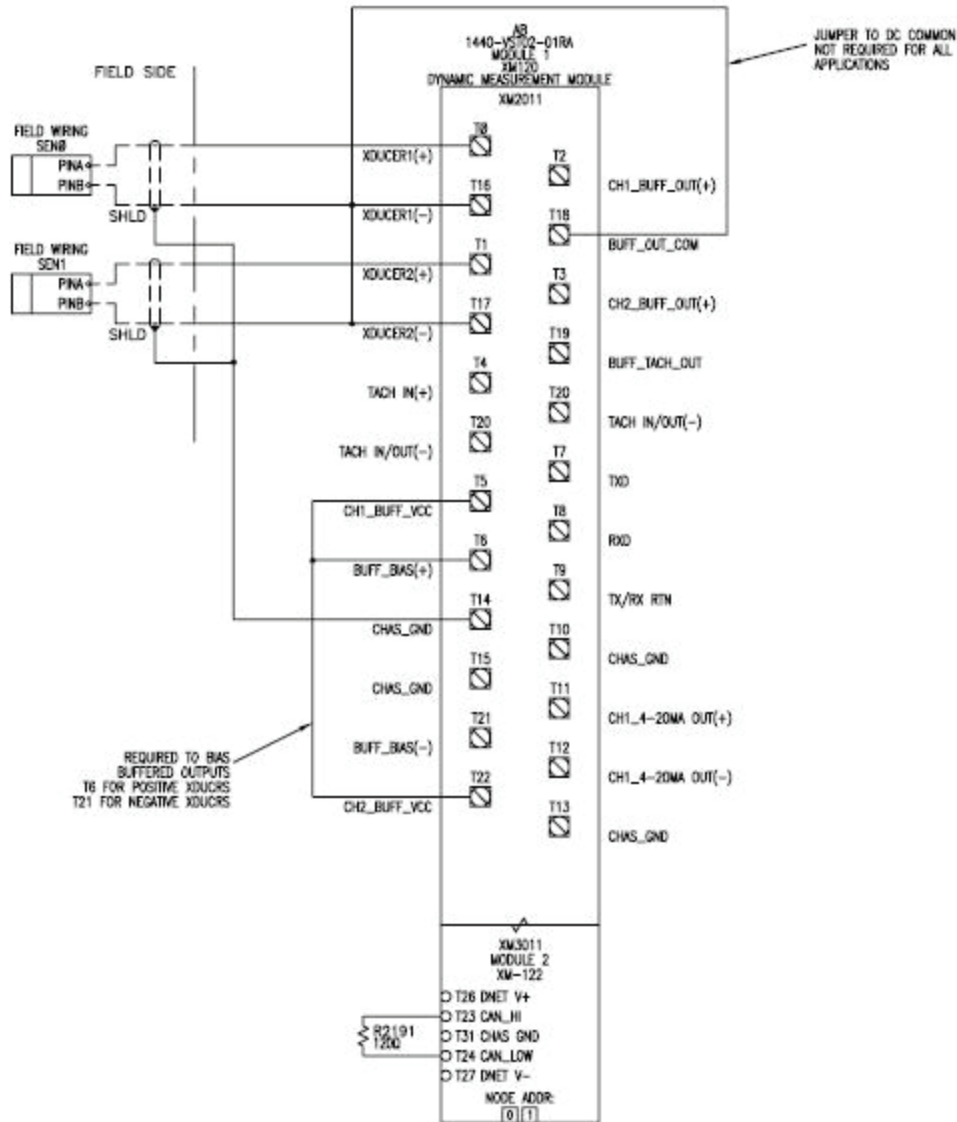 AB
1440-VST02-01RA
MODULE 1
XM120
DYNAMIC MEASUREMENT MODULE
XM2011
JUMPER TO DC COMMON
NOT REQUIRED FOR ALL
APPLICATIONS
FIELD SIDE
FIELD WIRING
SEN0
PINA
PINB
SHLD
FIELD WIRING
SEN1
PINA
PINB
SHLD
XDUCER1(+)
T0
XDUCER1(-)
T16
XDUCER2(+)
T1
XDUCER2(-)
T17
TACH IN(+)
T4
TACH IN/OUT(-)
T20
CH1_BUFF_VCC
T5
BUFF_BIAS(+)
T6
CHAS_GND
T14
CHAS_GND
T15
BUFF_BIAS(-)
T21
CH2_BUFF_VCC
T22
T2
CH1_BUFF_OUT(+)
T18
BUFF_OUT_COM
T3
CH2_BUFF_OUT(+)
T19
BUFF_TACH_OUT
T20
TACH IN/OUT(-)
T7
TXD
T8
RXD
T9
TX/RX RTN
T10
CHAS_GND
T11
CH1_4-20MA OUT(+)
T12
CH1_4-20MA OUT(-)
T13
CHAS_GND
REQUIRED TO BIAS
BUFFERED OUTPUTS
T6 FOR POSITIVE XDUCRS
T21 FOR NEGATIVE XDUCRS
XM3011
MODULE 2
XM-122
T26 DNET V+
T23 CAN_HI
T31 CHAS GND
T24 CAN_LOW
T27 DNET V-
R2191
120Ω
NODE ADDR:
0 1